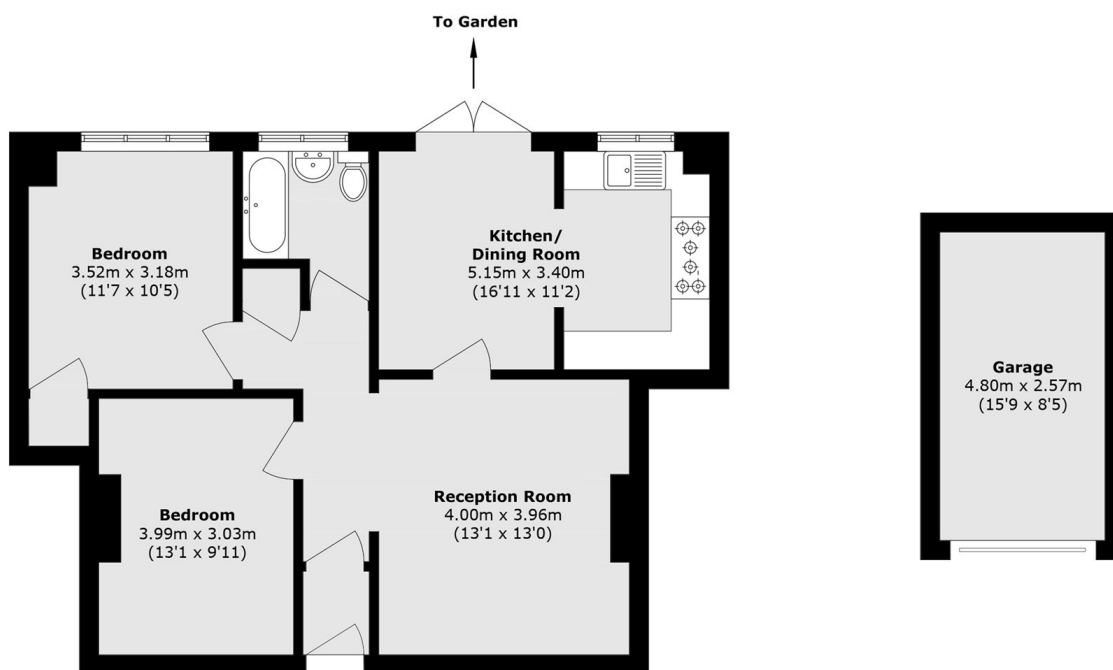 To Garden
Bedroom
3.52m x 3.18m
(11'7 x 10'5)
Kitchen/
Dining Room
5.15m x 3.40m
(16'11 x 11'2)
Garage
4.80m x 2.57m
(15'9 x 8'5)
Bedroom
3.99m x 3.03m
(13'1 x 9'11)
Reception Room
4.00m x 3.96m
(13'1 x 13'0)